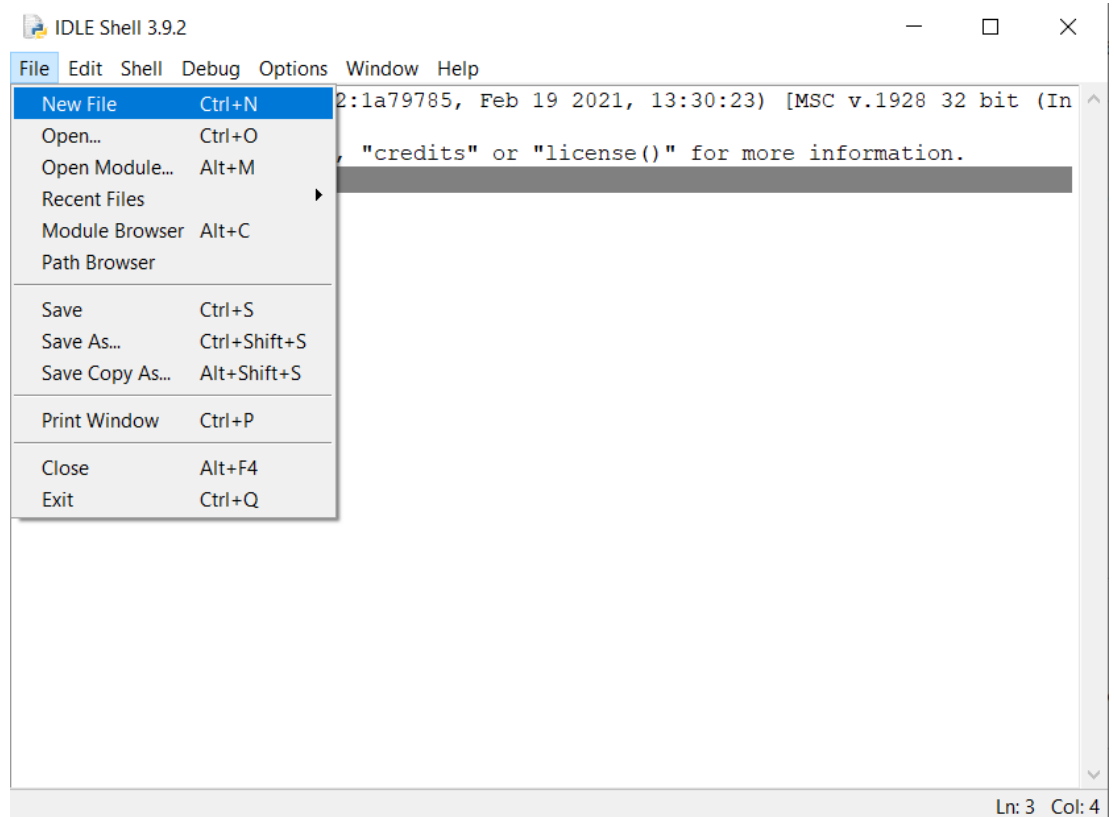 IDLE Shell 3.9.2
File Edit Shell Debug Options Window Help
2:1a79785, Feb 19 2021, 13:30:23) [MSC v.1928 32 bit (In
, "credits" or "license()" for more information.
New File Ctrl+N
Open... Ctrl+O
Open Module... Alt+M
Recent Files
Module Browser Alt+C
Path Browser
Save Ctrl+S
Save As... Ctrl+Shift+S
Save Copy As... Alt+Shift+S
Print Window Ctrl+P
Close Alt+F4
Exit Ctrl+Q
Ln: 3 Col: 4